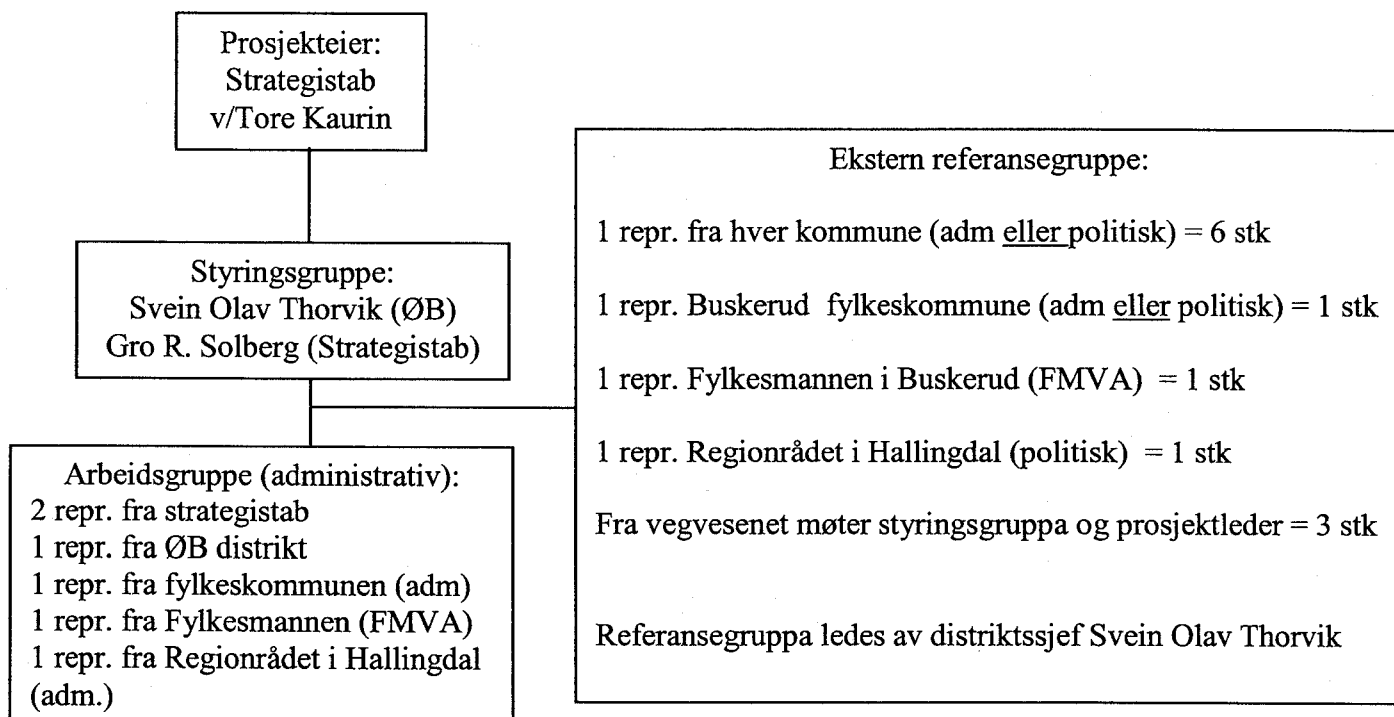 Prosjekteier:
Strategistab
v/Tore Kaurin
Styringsgruppe:
Svein Olav Thorvik (ØB)
Gro R. Solberg (Strategistab)
Arbeidsgruppe (administrativ):
2 repr. fra strategistab
1 repr. fra ØB distrikt
1 repr. fra fylkeskommunen (adm)
1 repr. fra Fylkesmannen (FMVA)
1 repr. fra Regionrådet i Hallingdal
(adm.)
Ekstern referansegruppe:
1 repr. fra hver kommune (adm eller politisk) = 6 stk
1 repr. Buskerud fylkeskommune (adm eller politisk) = 1 stk
1 repr. Fylkesmannen i Buskerud (FMVA) = 1 stk
1 repr. Regionrådet i Hallingdal (politisk) = 1 stk
Fra vegvesenet møter styringsgruppa og prosjektleder = 3 stk
Referansegruppa ledes av distriktssjef Svein Olav Thorvik